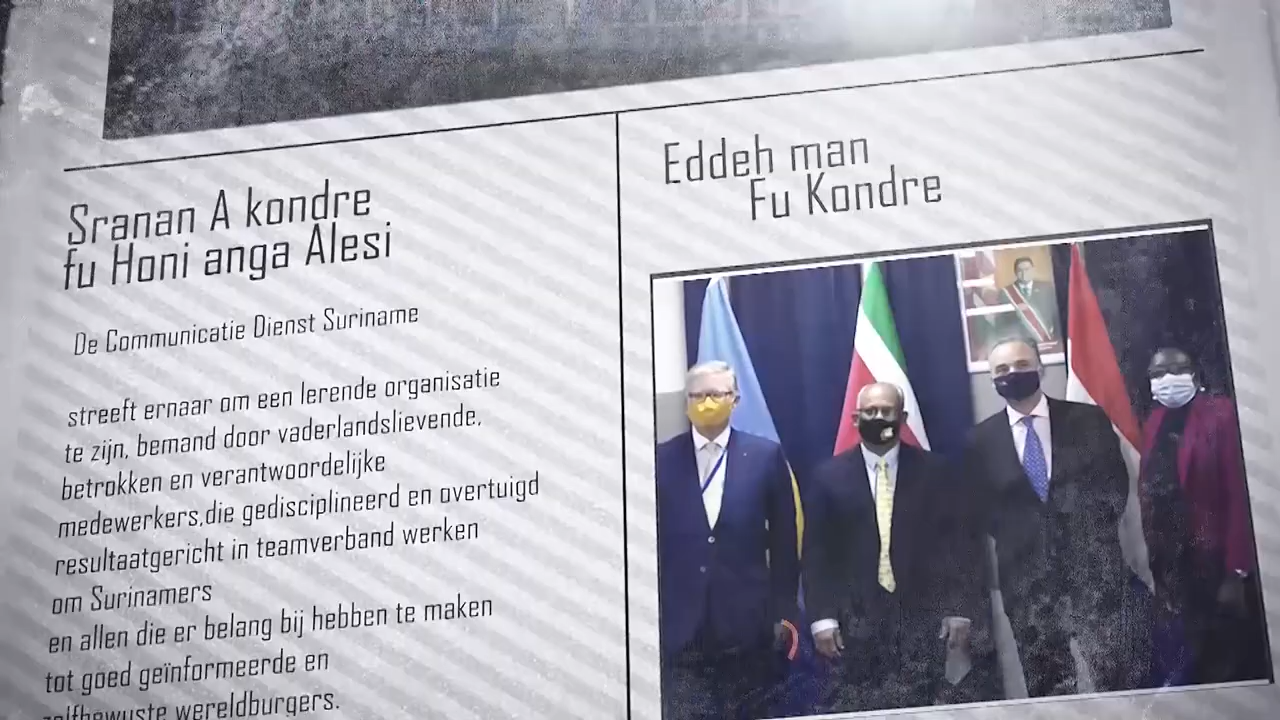 Sranan A kondre
fu Honi anga Alesi
De Communicatie Dienst Suriname
streeft ernaar om een lerende organisatie
te zijn, bemand door vaderlandslievende,
betrokken en verantwoordelijke
medewerkers,die gedisciplineerd en overtuigd
resultaatgericht in teamverband werken
om Surinamers
en allen die er belang bij hebben te maken
tot goed geïnformeerde en
zelfbewuste wereldburgers.
Eddeh man
Fu Kondre